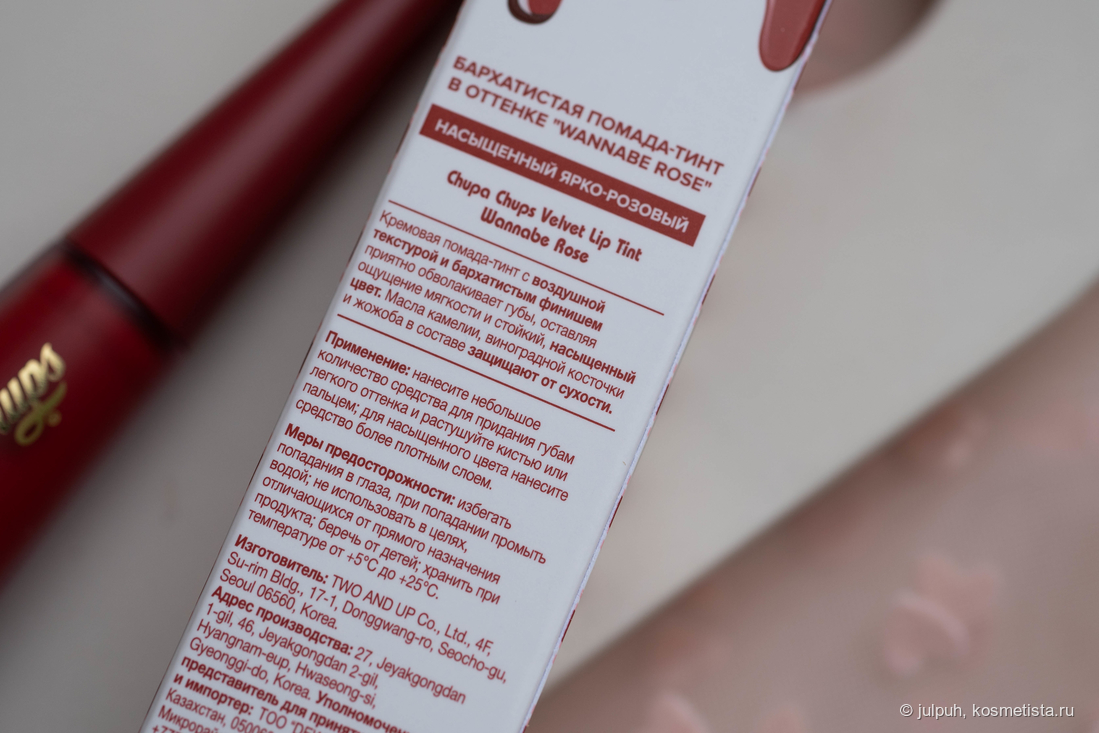 БАРХАТИСТАЯ ПОМАДА-ТИНТ
В ОТТЕНКЕ "WANNABE ROSE"
НАСЫЩЕННЫЙ ЯРКО-РОЗОВЫЙ
Chupa Chups Velvet Lip Tint
Wannabe Rose
Кремовая помада-тинт с воздушной
текстурой и бархатистым финишем
приятно обволакивает губы, оставляя
ощущение мягкости и стойкий, насыщенный
цвет. Масла камелии, виноградной косточки
и жожоба в составе защищают от сухости.
Применение: нанесите небольшое
количество средства для придания губам
легкого оттенка и растушуйте кистью или
пальцем; для насыщенного цвета нанесите
средство более плотным слоем.
Меры предосторожности: избегать
попадания в глаза, при попадании промыть
водой; не использовать в целях,
отличающихся от прямого назначения
продукта; беречь от детей; хранить при
температуре от +5°C до +25°C.
Изготовитель: TWO AND UP Co., Ltd., 4F,
Su-rim Bldg., 17-1, Donggwang-ro, Seocho-gu,
Seoul 06560, Korea.
Адрес производства: 27, Jeyakgongdan
1-gil, 46, Jeyakgongdan 2-gil,
Hyangnam-eup, Hwaseong-si,
Gyeonggi-do, Korea. Уполномочен
представитель для принят
и импортер: ТОО
Казахстан,
Микрорай
© julpuh, kosmetista.ru